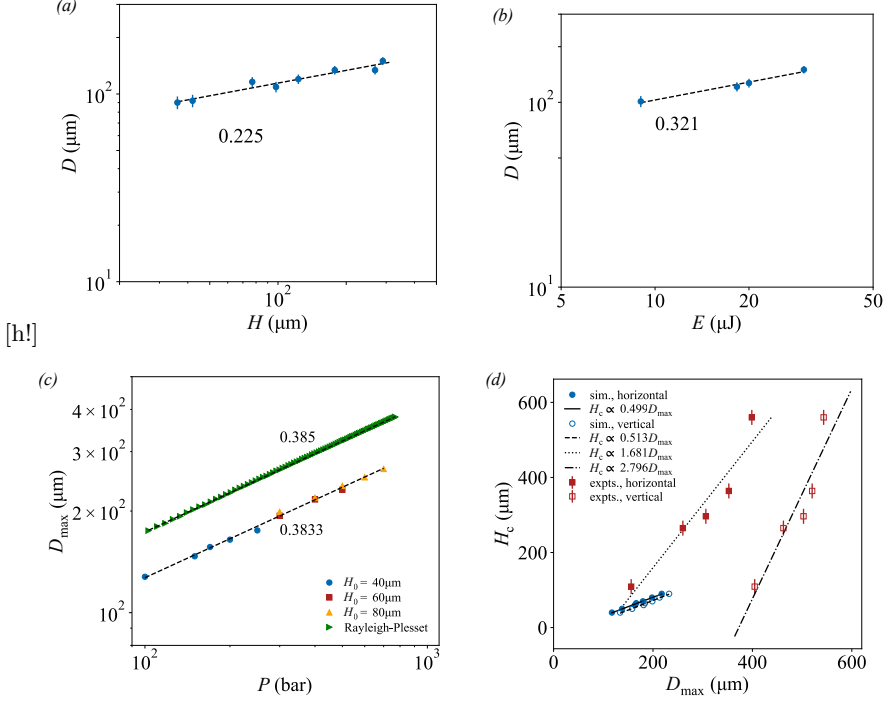 (a)
10²
10¹
D (μm)
0.225
10²
H (μm)
(b)
10²
10¹
D (μm)
0.321
5
10
20
50
E (μJ)
[h!]
(c)
4 × 10²
3 × 10²
2 × 10²
10²
D_max (μm)
0.385
0.3833
H₀ = 40μm
H₀ = 60μm
H₀ = 80μm
Rayleigh-Plesset
10²
10³
P (bar)
(d)
600
400
200
0
H_c (μm)
sim., horizontal
H_c ∝ 0.499D_max
sim., vertical
H_c ∝ 0.513D_max
H_c ∝ 1.681D_max
H_c ∝ 2.796D_max
expts., horizontal
expts., vertical
0
200
400
600
D_max (μm)